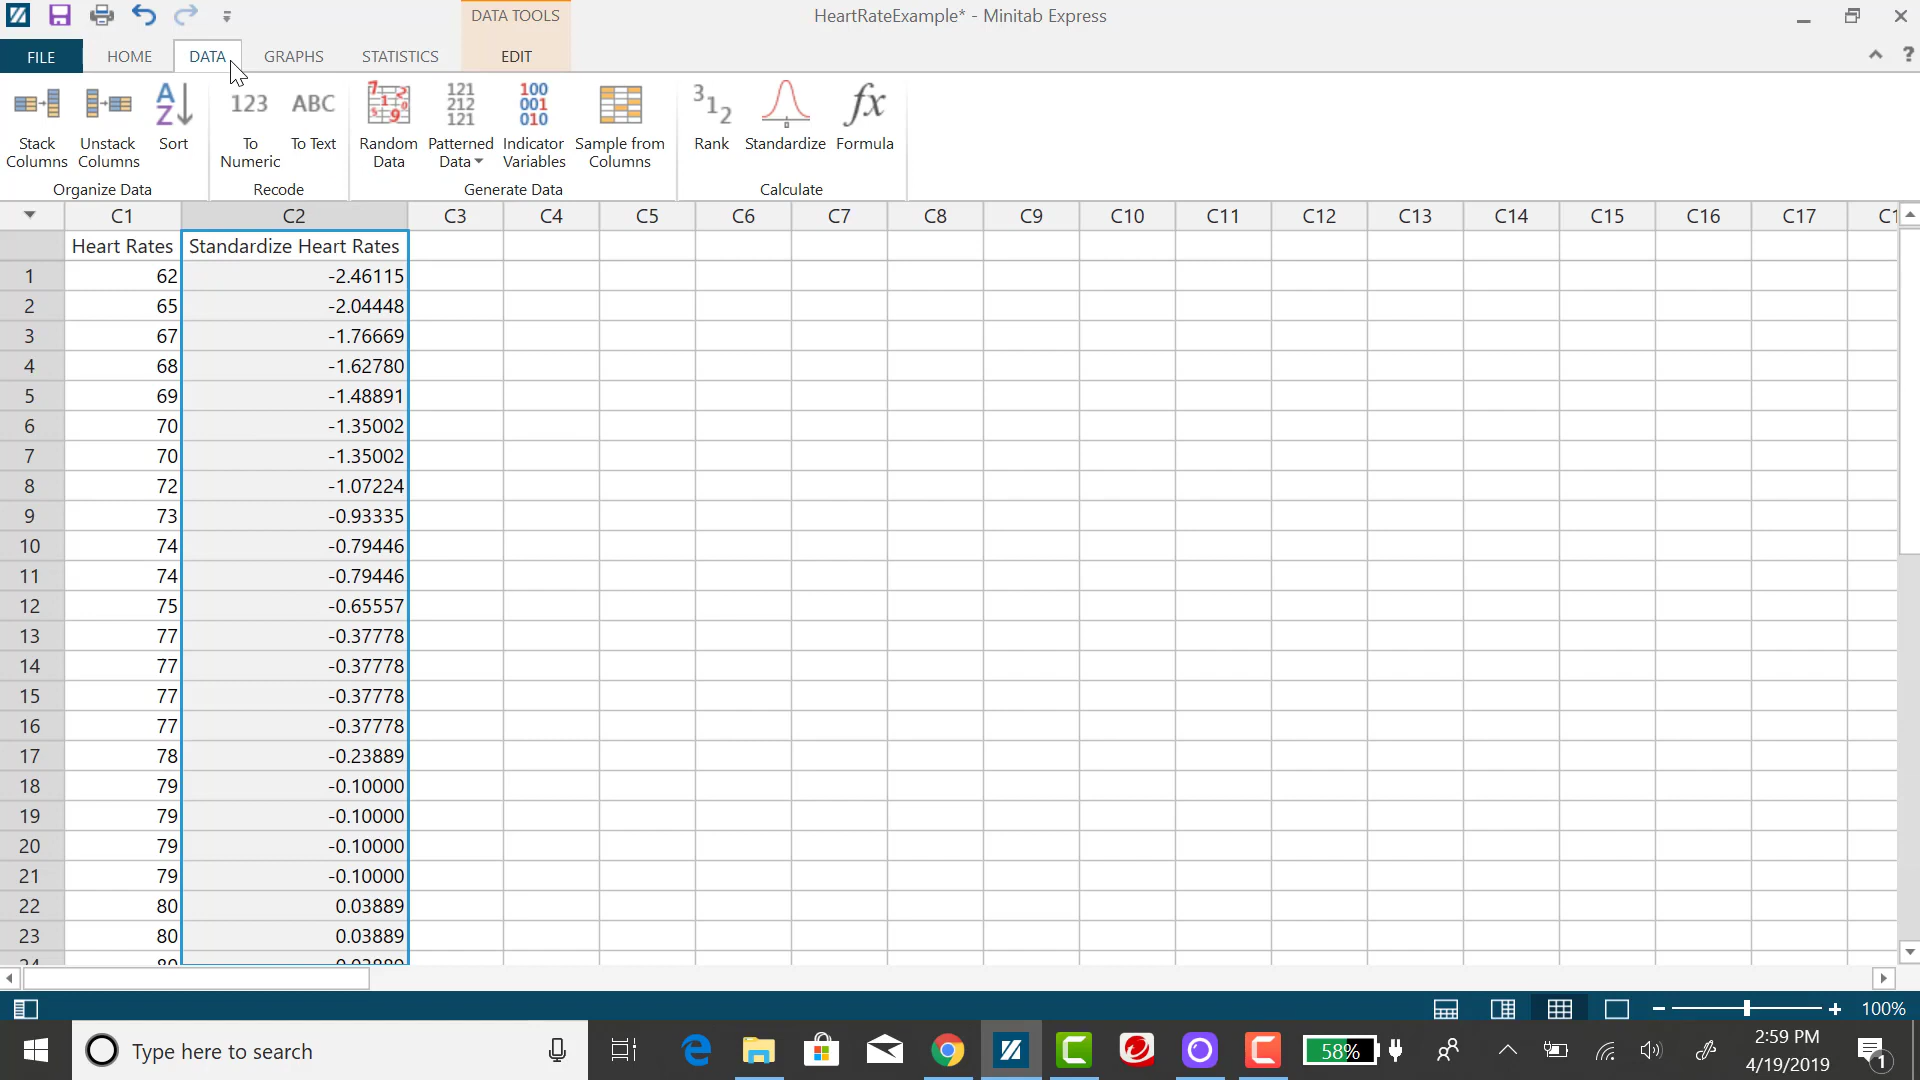 DATA TOOLS
HeartRateExample* - Minitab Express
FILE HOME DATA GRAPHS STATISTICS EDIT
?
Stack Columns
Unstack Columns
A Z Sort
123 To Numeric
ABC To Text
Random Data
121 212 121 Patterned Data
100 001 010 Indicator Variables
Sample from Columns
3 1 2 Rank
Standardize
fx Formula
Organize Data Recode Generate Data Calculate
C1 C2 C3 C4 C5 C6 C7 C8 C9 C10 C11 C12 C13 C14 C15 C16 C17
Heart Rates Standardize Heart Rates
1 62 -2.46115
2 65 -2.04448
3 67 -1.76669
4 68 -1.62780
5 69 -1.48891
6 70 -1.35002
7 70 -1.35002
8 72 -1.07224
9 73 -0.93335
10 74 -0.79446
11 74 -0.79446
12 75 -0.65557
13 77 -0.37778
14 77 -0.37778
15 77 -0.37778
16 77 -0.37778
17 78 -0.23889
18 79 -0.10000
19 79 -0.10000
20 79 -0.10000
21 79 -0.10000
22 80 0.03889
23 80 0.03889
24 80 0.03889
100%
Type here to search
58%
2:59 PM
4/19/2019
1